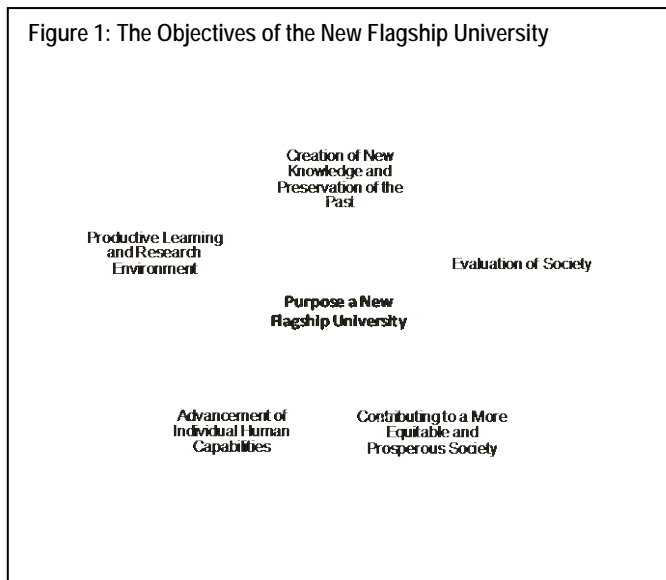 Figure 1: The Objectives of the New Flagship University
Creation of New
Knowledge and
Preservation of the
Past
Productive Learning
and Research
Environment
Evaluation of Society
Purpose a New
Flagship University
Advancement of
Individual Human
Capabilities
Contributing to a More
Equitable and
Prosperous Society